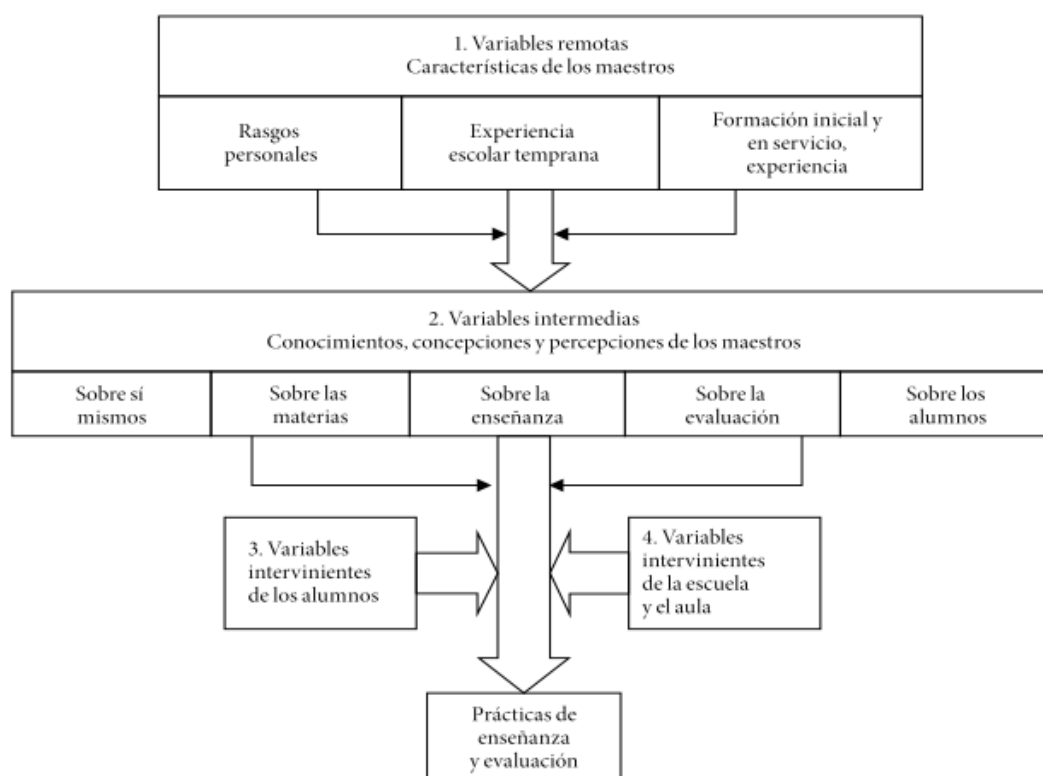 1. Variables remotas
Características de los maestros
Rasgos
personales
Experiencia
escolar temprana
Formación inicial y
en servicio,
experiencia
2. Variables intermedias
Conocimientos, concepciones y percepciones de los maestros
Sobre sí
mismos
Sobre las
materias
Sobre la
enseñanza
Sobre la
evaluación
Sobre los
alumnos
3. Variables
intervinientes
de los alumnos
4. Variables
intervinientes
de la escuela
y el aula
Prácticas de
enseñanza
y evaluación